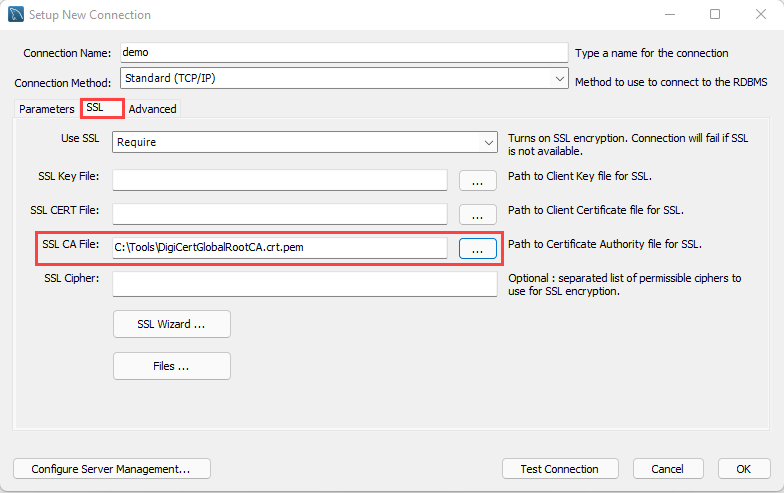 Setup New Connection
Connection Name: demo Type a name for the connection
Connection Method: Standard (TCP/IP) Method to use to connect to the RDBMS
Parameters SSL Advanced
Use SSL Require Turns on SSL encryption. Connection will fail if SSL
is not available.
SSL Key File: ... Path to Client Key file for SSL.
SSL CERT File: ... Path to Client Certificate file for SSL.
SSL CA File: C:\Tools\DigiCertGlobalRootCA.crt.pem ... Path to Certificate Authority file for SSL.
SSL Cipher: Optional : separated list of permissible ciphers to
use for SSL encryption.
SSL Wizard ...
Files ...
Configure Server Management... Test Connection Cancel OK